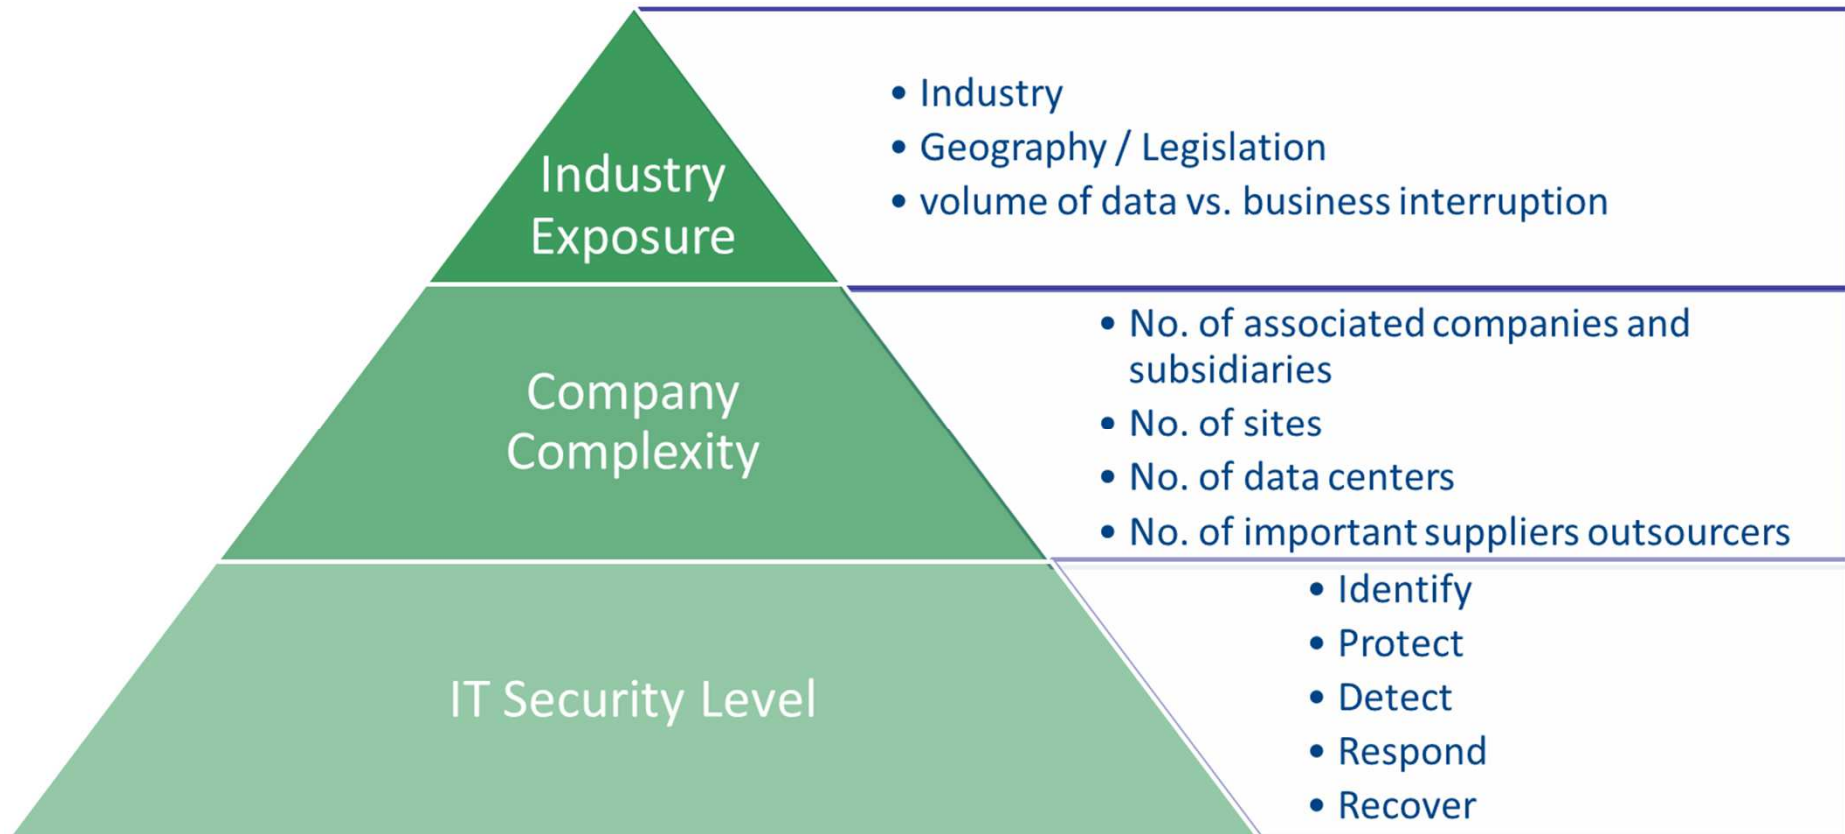 Industry
Exposure
• Industry
• Geography / Legislation
• volume of data vs. business interruption
Company
Complexity
• No. of associated companies and
subsidiaries
• No. of sites
• No. of data centers
• No. of important suppliers outsourcers
IT Security Level
• Identify
• Protect
• Detect
• Respond
• Recover